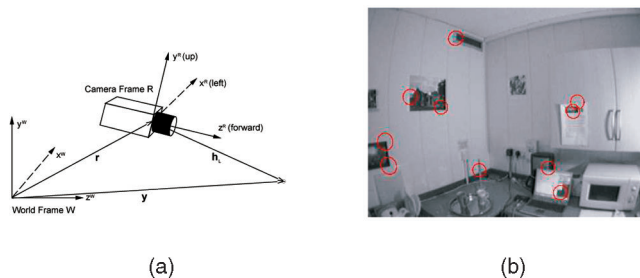 y^R (up)
Camera Frame R
x^R (left)
z^R (forward)
y^W
x^W
r
h_L
z^W
y
World Frame W
(a)
(b)